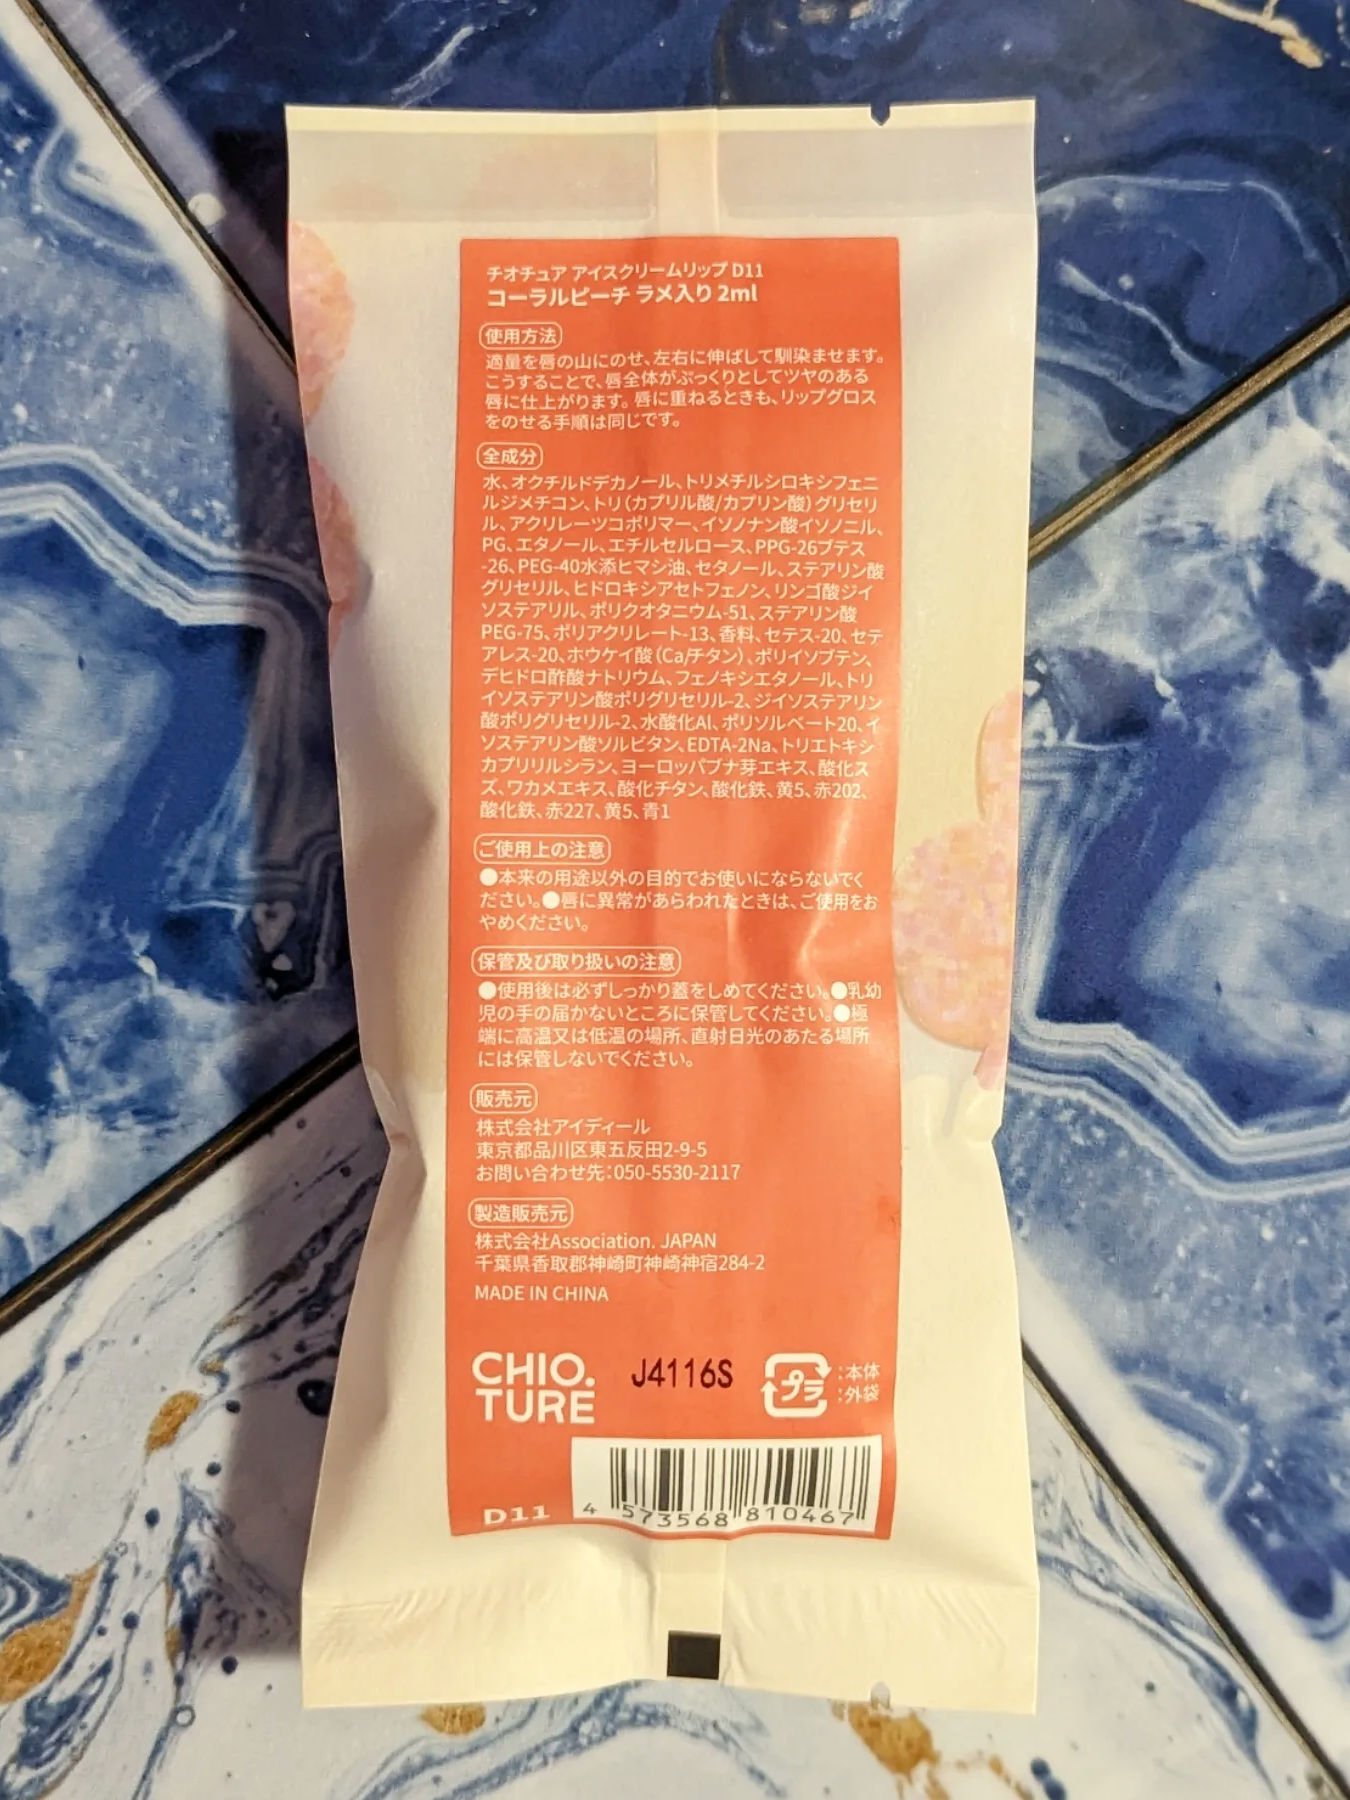 チオチュア アイスクリームリップ D11
コーラルピーチ ラメ入り 2ml
使用方法
適量を唇の山にのせ、左右に伸ばして馴染ませます。
こうすることで、唇全体がぷっくりとしてツヤのある
唇に仕上がります。唇に重ねるときも、リップグロス
をのせる手順は同じです。
全成分
水、オクチルドデカノール、トリメチルシロキシフェニ
ルジメチコン、トリ(カプリル酸/カプリン酸)グリセリ
ル、アクリレーツコポリマー、イソノナン酸イソノニル、
PG、エタノール、エチルセルロース、PPG-26ブテス
-26、PEG-40水添ヒマシ油、セタノール、ステアリン酸
グリセリル、ヒドロキシアセトフェノン、リンゴ酸ジイ
ソステアリル、ポリクオタニウム-51、ステアリン酸
PEG-75、ポリアクリレート-13、香料、セテス-20、セテ
アレス-20、ホウケイ酸(Ca/チタン)、ポリイソブテン、
デヒドロ酢酸ナトリウム、フェノキシエタノール、トリ
イソステアリン酸ポリグリセリル-2、ジイソステアリン
酸ポリグリセリル-2、水酸化Al、ポリソルベート20、イ
ソステアリン酸ソルビタン、EDTA-2Na、トリエトキシ
カプリリルシラン、ヨーロッパブナ芽エキス、酸化ス
ズ、ワカメエキス、酸化チタン、酸化鉄、黄5、赤202、
酸化鉄、赤227、黄5、青1
ご使用上の注意
●本来の用途以外の目的でお使いにならないでく
ださい。●唇に異常があらわれたときは、ご使用をお
やめください。
保管及び取り扱いの注意
●使用後は必ずしっかり蓋をしめてください。●乳幼
児の手の届かないところに保管してください。●極
端に高温又は低温の場所、直射日光のあたる場所
には保管しないでください。
販売元
株式会社アイディール
東京都品川区東五反田2-9-5
お問い合わせ先:050-5530-2117
製造販売元
株式会社Association. JAPAN
千葉県香取郡神崎町神崎神宿284-2
MADE IN CHINA
CHIO.
TURE
J4116S
プラ
:本体
:外袋
D11
4 573568 810467